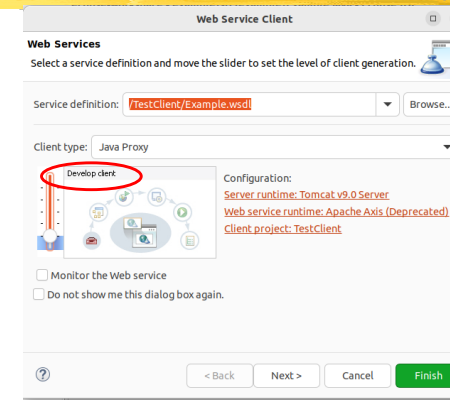 Web Service Client
Web Services
Select a service definition and move the slider to set the level of client generation.
Service definition: /TestClient/Example.wsdl Browse...
Client type: Java Proxy
Develop client
Configuration:
Server runtime: Tomcat v9.0 Server
Web service runtime: Apache Axis (Deprecated)
Client project: TestClient
Monitor the Web service
Do not show me this dialog box again.
< Back Next > Cancel Finish